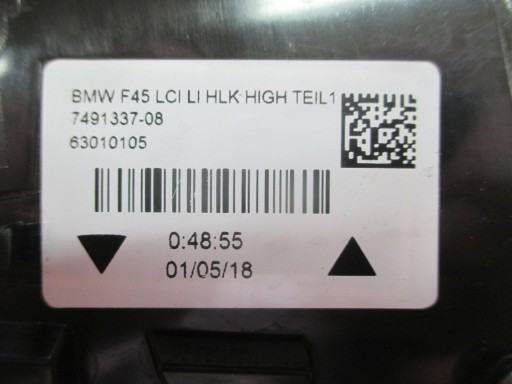 BMW F45 LCI LI HLK HIGH TEIL1
7491337-08
63010105
0:48:55
01/05/18